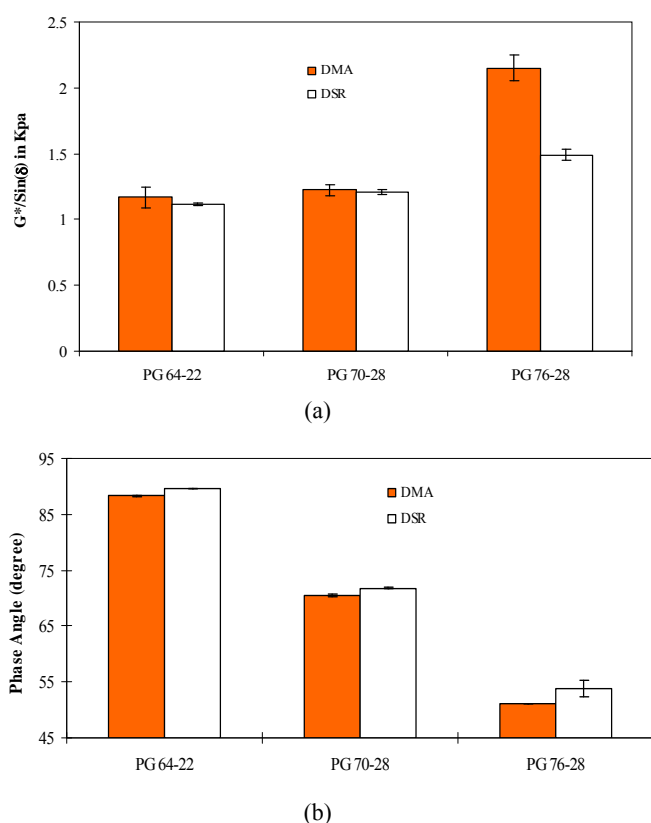 2.5
2
1.5
1
0.5
0
G*/Sin(δ) in Kpa
DMA
DSR
PG 64-22 PG 70-28 PG 76-28
(a)
95
85
75
65
55
45
Phase Angle (degree)
DMA
DSR
PG 64-22 PG 70-28 PG 76-28
(b)